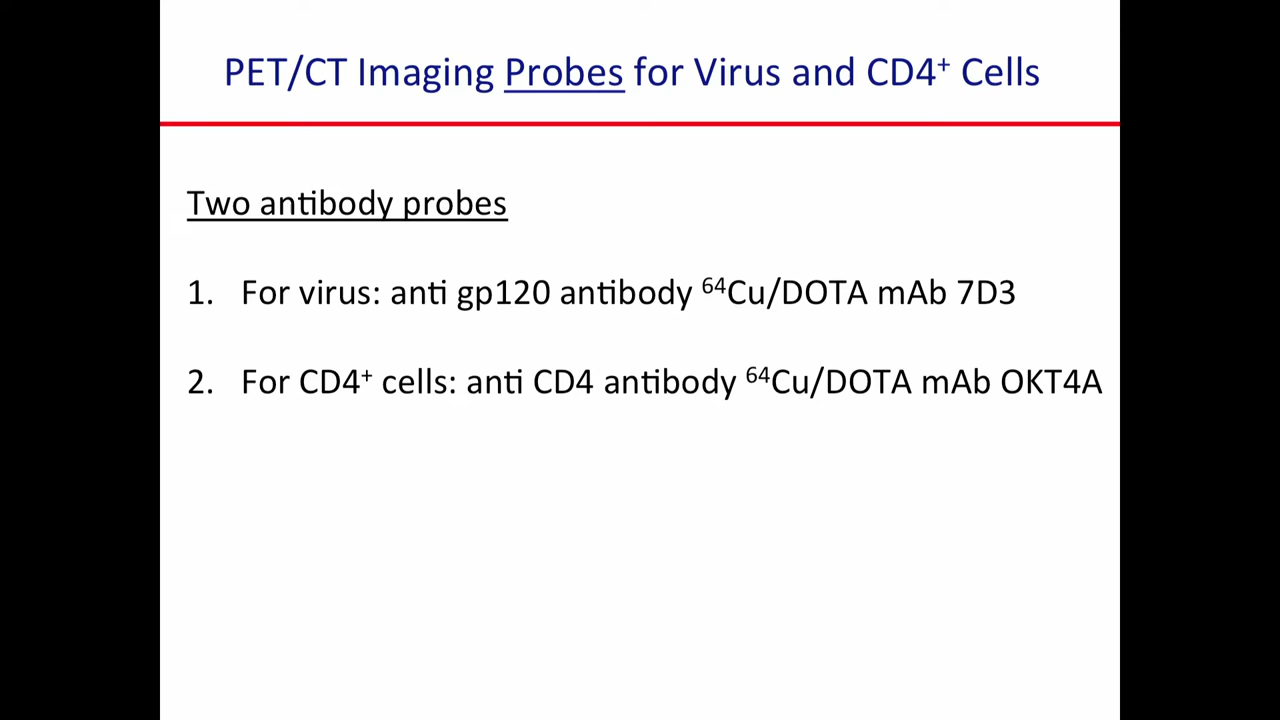 PET/CT Imaging Probes for Virus and CD4⁺ Cells
Two antibody probes
1. For virus: anti gp120 antibody ⁶⁴Cu/DOTA mAb 7D3
2. For CD4⁺ cells: anti CD4 antibody ⁶⁴Cu/DOTA mAb OKT4A